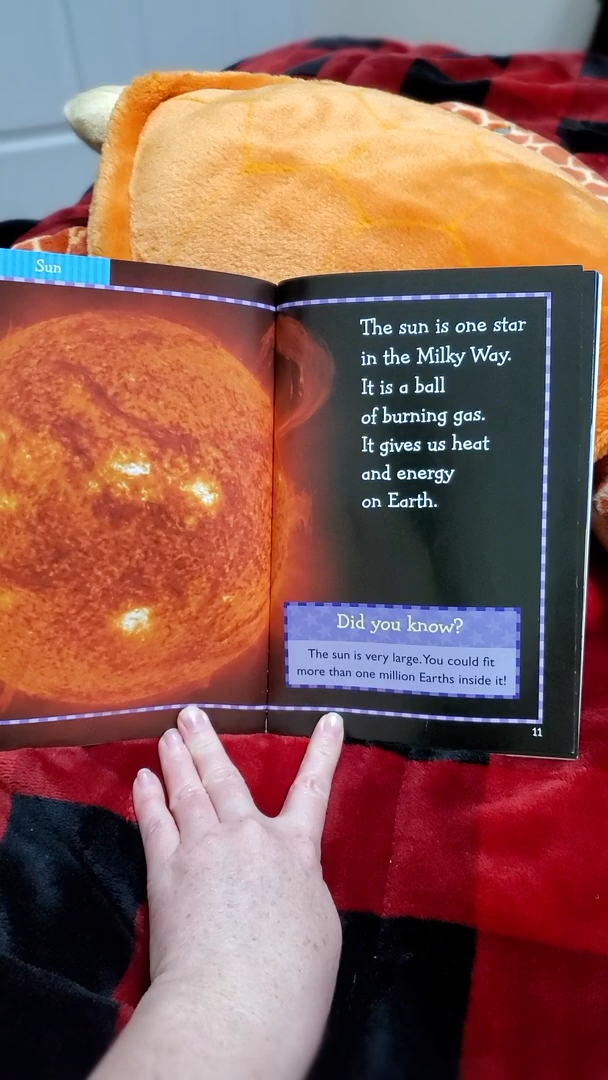 Sun
The sun is one star
in the Milky Way.
It is a ball
of burning gas.
It gives us heat
and energy
on Earth.
Did you know?
The sun is very large. You could fit
more than one million Earths inside it!
11